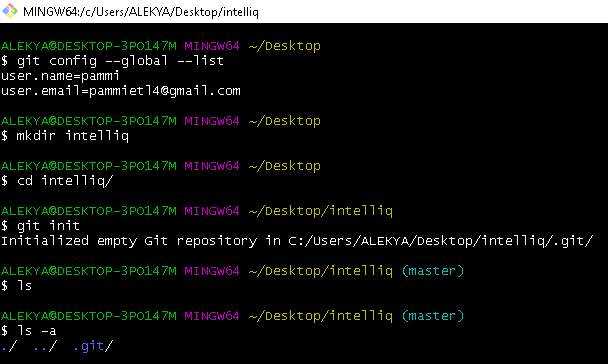 MINGW64:/c/Users/ALEKYA/Desktop/intelliq
ALEKYA@DESKTOP-3PO147M MINGW64 ~/Desktop
$ git config --global --list
user.name=pammi
user.email=pammietl4@gmail.com
ALEKYA@DESKTOP-3PO147M MINGW64 ~/Desktop
$ mkdir intelliq
ALEKYA@DESKTOP-3PO147M MINGW64 ~/Desktop
$ cd intelliq/
ALEKYA@DESKTOP-3PO147M MINGW64 ~/Desktop/intelliq
$ git init
Initialized empty Git repository in C:/Users/ALEKYA/Desktop/intelliq/.git/
ALEKYA@DESKTOP-3PO147M MINGW64 ~/Desktop/intelliq (master)
$ ls
ALEKYA@DESKTOP-3PO147M MINGW64 ~/Desktop/intelliq (master)
$ ls -a
./ ../ .git/